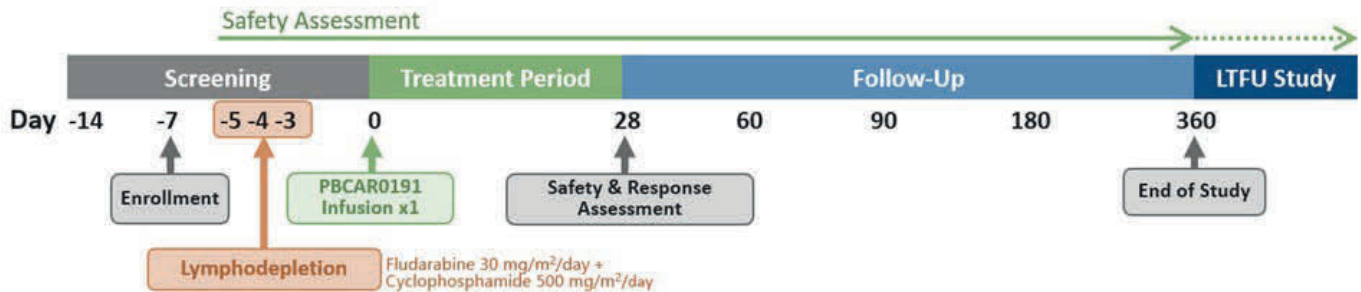 Safety Assessment
Screening Treatment Period Follow-Up LTFU Study
Day -14 -7 -5 -4 -3 0 28 60 90 180 360
Enrollment
PBCAR0191
Infusion x1
Safety & Response
Assessment
End of Study
Lymphodepletion
Fludarabine 30 mg/m²/day +
Cyclophosphamide 500 mg/m²/day